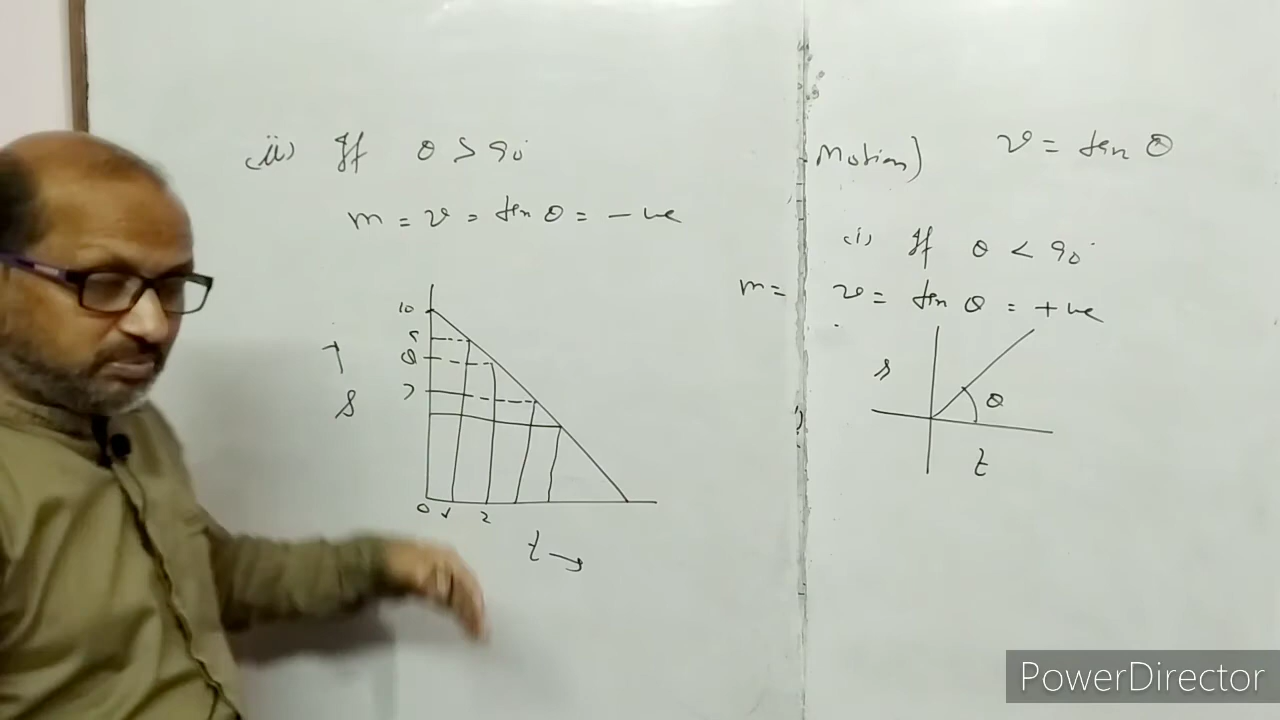 (ii) If θ > 90°
m = v = tan θ = -ve
10
9
8
7
s
0 1 2
t →
Motion) v = tan θ
(i) If θ < 90°
m = v = tan θ = +ve
s
θ
t
PowerDirector